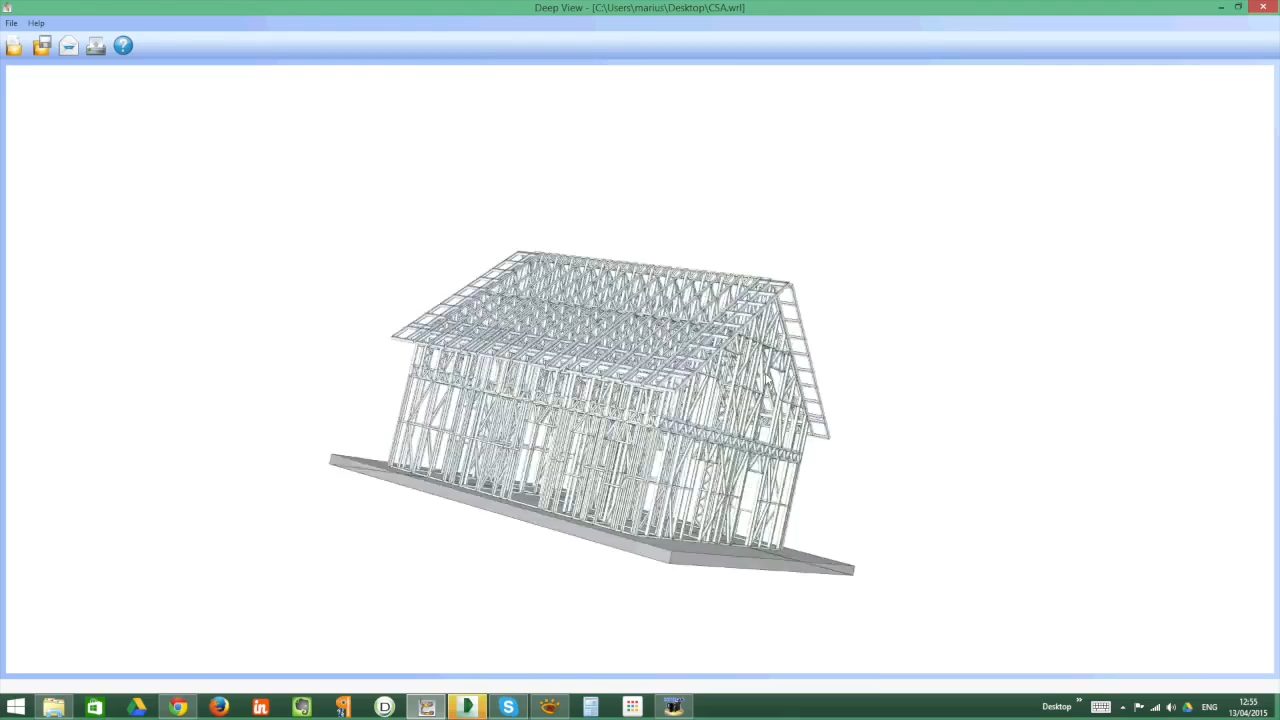 Deep View - [C:\Users\marius\Desktop\CSA.wrl]
File Help
Desktop
ENG
12:55
13/04/2015